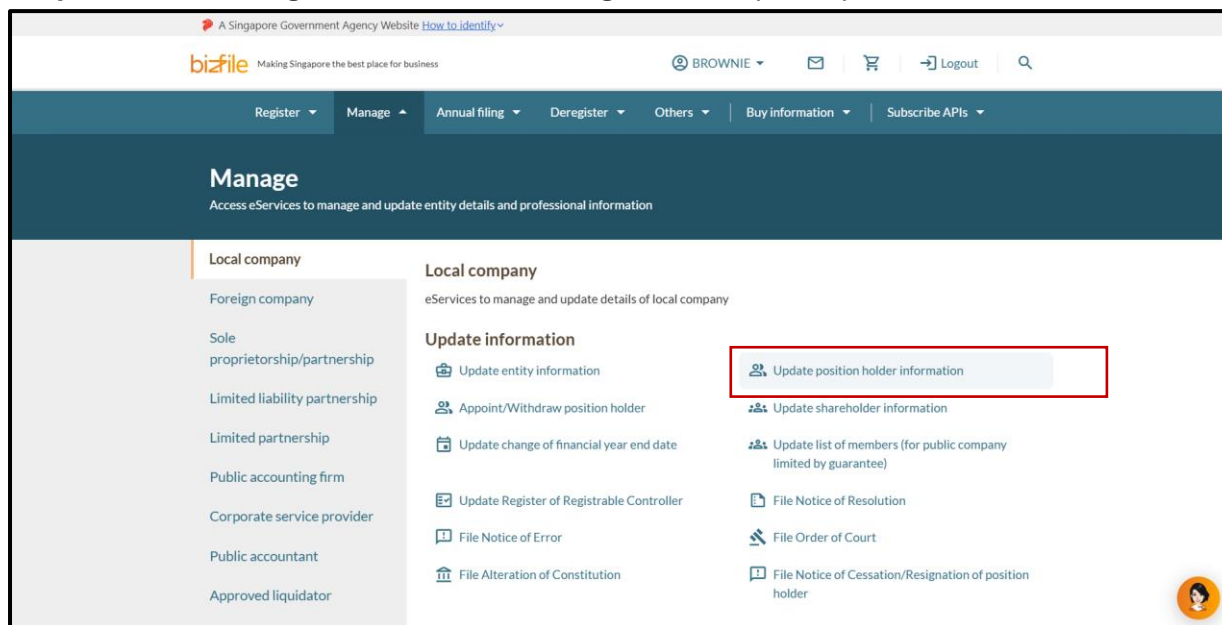 A Singapore Government Agency Website How to identify
bizfile Making Singapore the best place for business
BROWNIE
Logout
Register Manage Annual filing Deregister Others Buy information Subscribe APIs
Manage
Access eServices to manage and update entity details and professional information
Local company
Foreign company
Sole
proprietorship/partnership
Limited liability partnership
Limited partnership
Public accounting firm
Corporate service provider
Public accountant
Approved liquidator
Local company
eServices to manage and update details of local company
Update information
Update entity information
Update position holder information
Appoint/Withdraw position holder
Update shareholder information
Update change of financial year end date
Update list of members (for public company
limited by guarantee)
Update Register of Registrable Controller
File Notice of Resolution
File Notice of Error
File Order of Court
File Alteration of Constitution
File Notice of Cessation/Resignation of position
holder